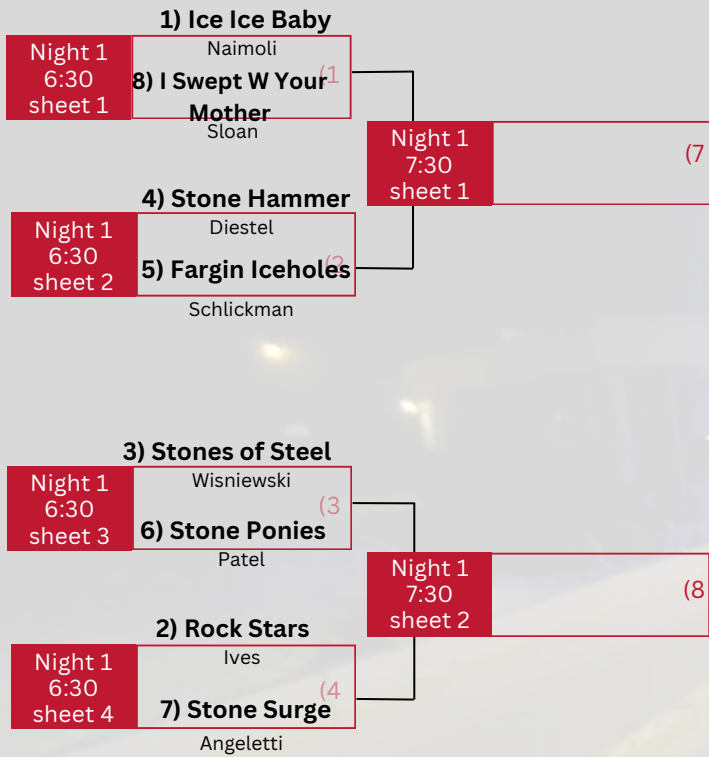 1) Ice Ice Baby
Naimoli
Night 1
6:30
sheet 1
8) I Swept W Your
Mother
(1
Sloan
Night 1
7:30
sheet 1
(7
4) Stone Hammer
Diestel
Night 1
6:30
sheet 2
5) Fargin Iceholes
(2
Schlickman
3) Stones of Steel
Wisniewski
Night 1
6:30
sheet 3
(3
6) Stone Ponies
Patel
Night 1
7:30
sheet 2
(8
2) Rock Stars
Ives
Night 1
6:30
sheet 4
(4
7) Stone Surge
Angeletti